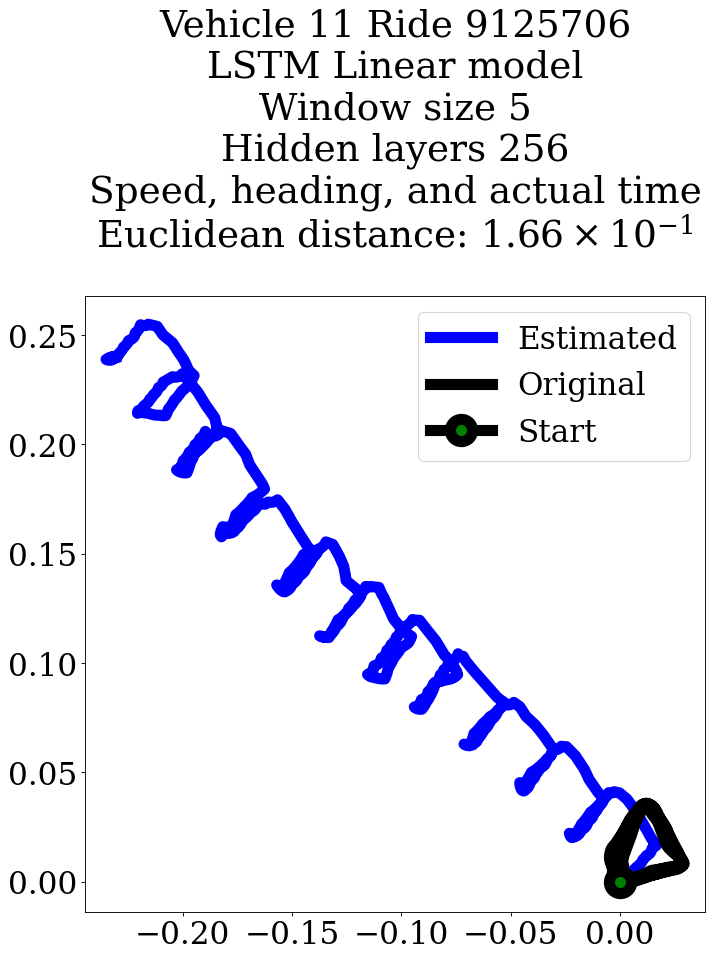 Vehicle 11 Ride 9125706
LSTM Linear model
Window size 5
Hidden layers 256
Speed, heading, and actual time
Euclidean distance: 1.66 × 10⁻¹
Estimated
Original
Start
0.25
0.20
0.15
0.10
0.05
0.00
−0.20 −0.15 −0.10 −0.05 0.00